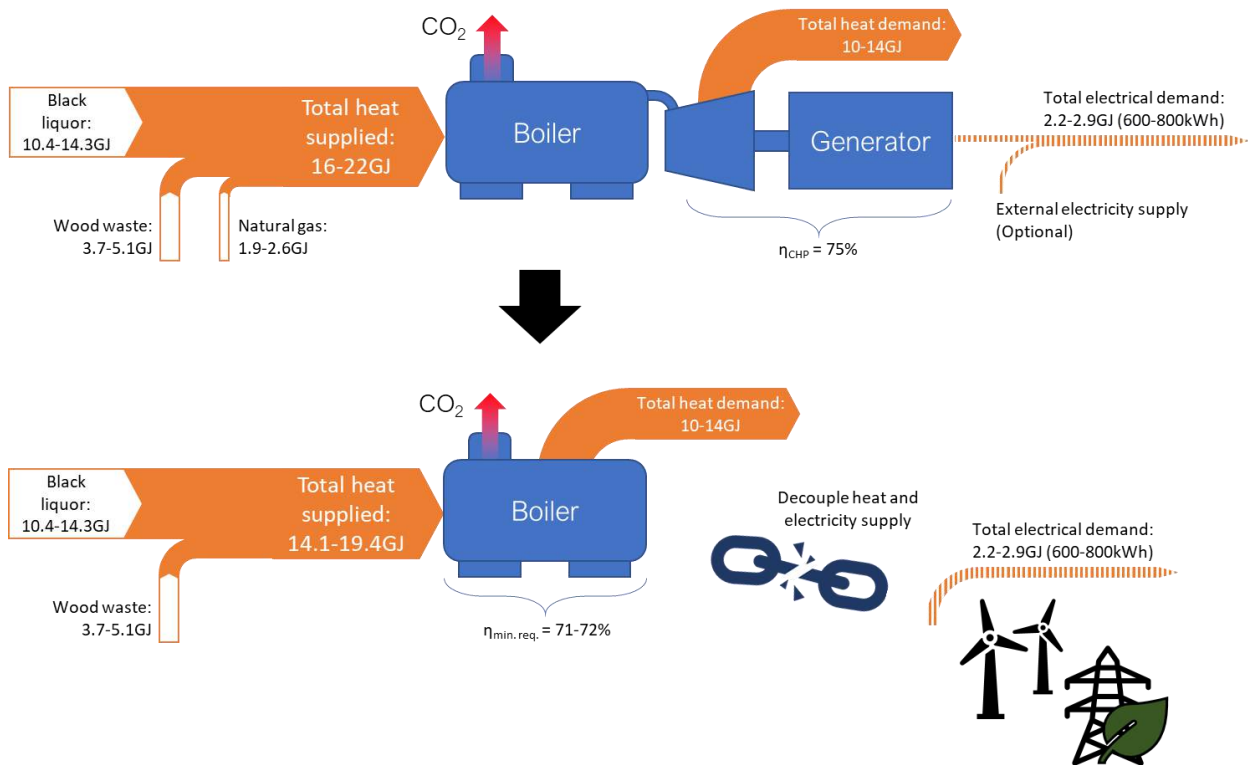 CO2
Total heat demand:
10-14GJ
Black
liquor:
10.4-14.3GJ
Total heat
supplied:
16-22GJ
Boiler
Generator
Total electrical demand:
2.2-2.9GJ (600-800kWh)
Wood waste:
3.7-5.1GJ
Natural gas:
1.9-2.6GJ
ηCHP = 75%
External electricity supply
(Optional)
CO2
Total heat demand:
10-14GJ
Black
liquor:
10.4-14.3GJ
Total heat
supplied:
14.1-19.4GJ
Boiler
Decouple heat and
electricity supply
Total electrical demand:
2.2-2.9GJ (600-800kWh)
Wood waste:
3.7-5.1GJ
ηmin. req. = 71-72%